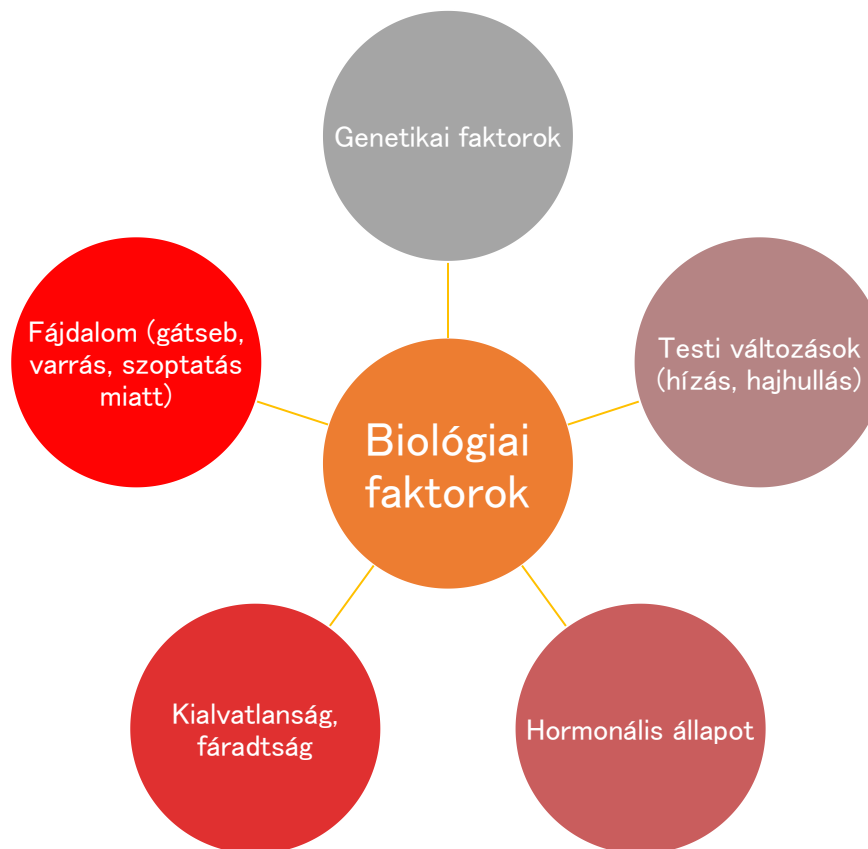 Genetikai faktorok
Fájdalom (gátseb,
varrás, szoptatás
miatt)
Testi változások
(hízás, hajhullás)
Biológiai
faktorok
Kialvatlanság,
fáradtság
Hormonális állapot